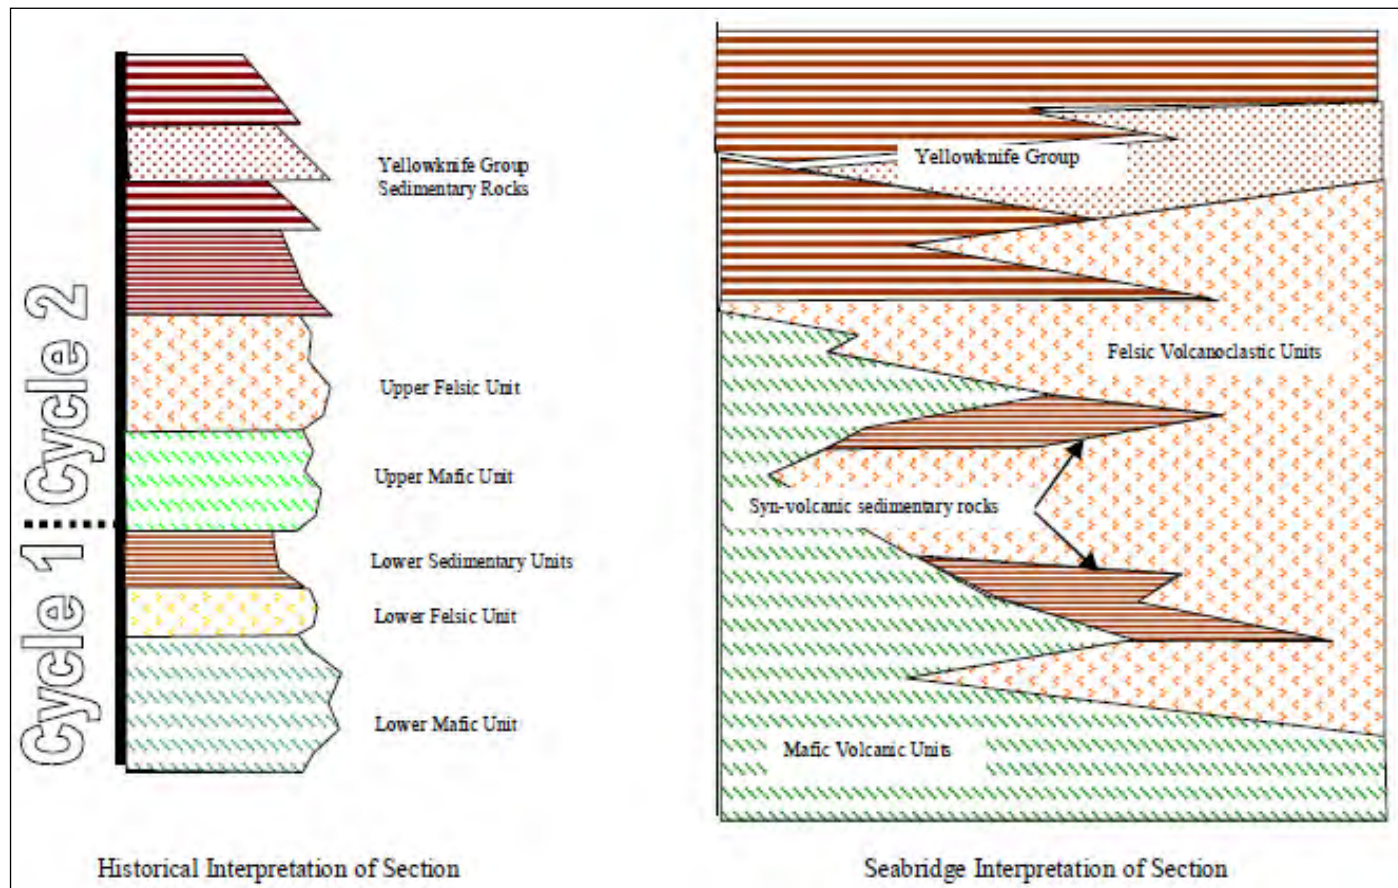 Cycle 2
Cycle 1
Yellowknife Group
Sedimentary Rocks
Upper Felsic Unit
Upper Mafic Unit
Lower Sedimentary Units
Lower Felsic Unit
Lower Mafic Unit
Historical Interpretation of Section
Yellowknife Group
Felsic Volcanoclastic Units
Syn-volcanic sedimentary rocks
Mafic Volcanic Units
Seabridge Interpretation of Section